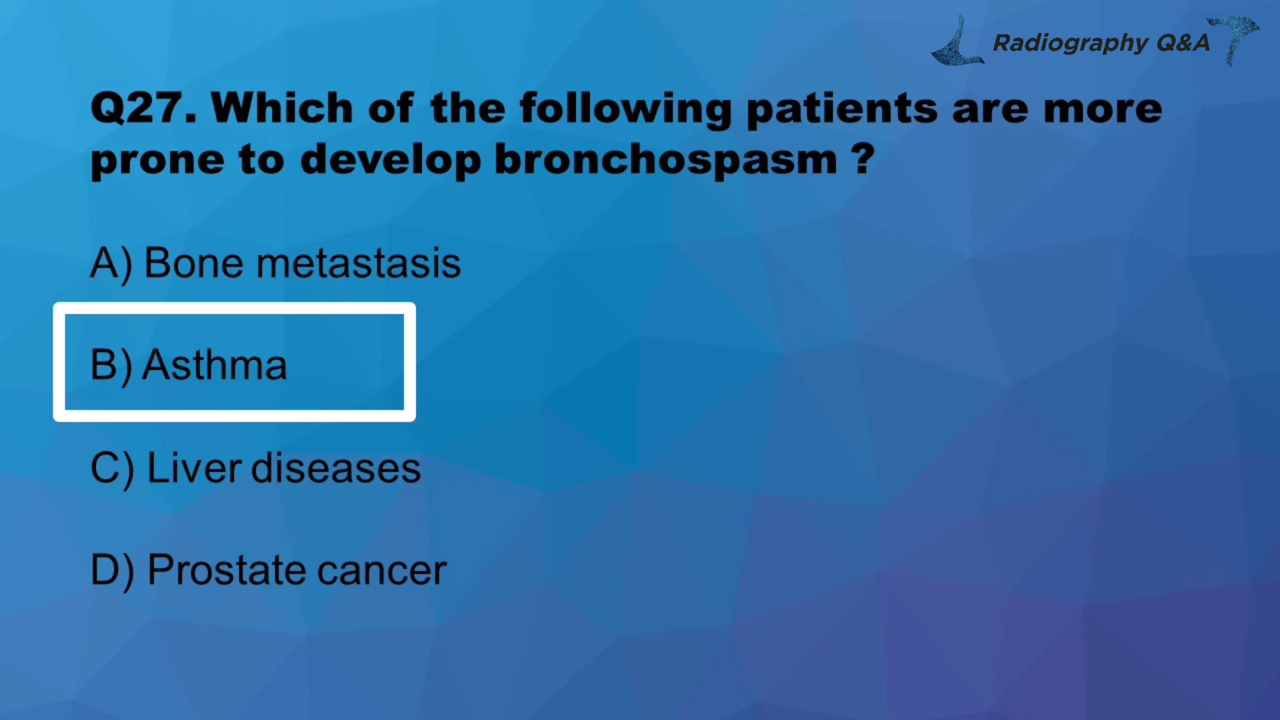 Radiography Q&A
Q27. Which of the following patients are more
prone to develop bronchospasm ?
A) Bone metastasis
B) Asthma
C) Liver diseases
D) Prostate cancer